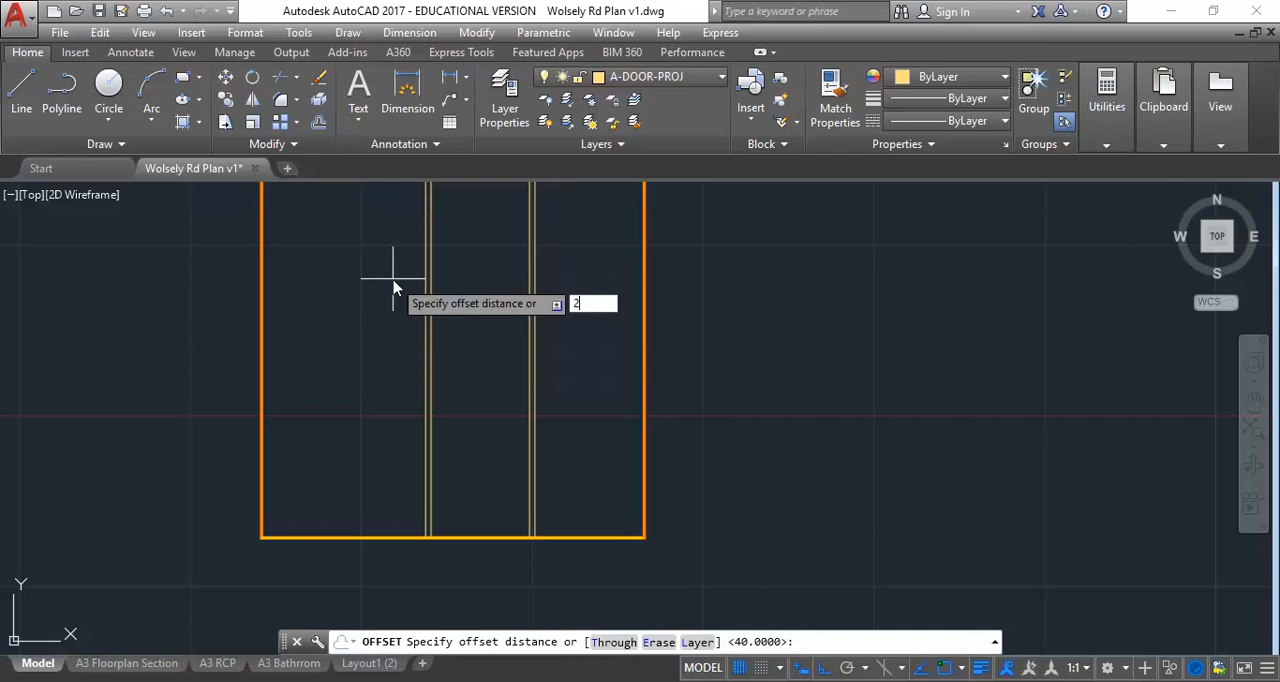 Autodesk AutoCAD 2017 - EDUCATIONAL VERSION Wolsely Rd Plan v1.dwg
Type a keyword or phrase
Sign In
File Edit View Insert Format Tools Draw Dimension Modify Parametric Window Help Express
Home Insert Annotate View Manage Output Add-ins A360 Express Tools Featured Apps BIM 360 Performance
A-DOOR-PROJ
ByLayer
ByLayer
ByLayer
Line Polyline Circle Arc Text Dimension Layer Properties Insert Match Properties Group Utilities Clipboard View
Draw Modify Annotation Layers Block Properties Groups
Start Wolsely Rd Plan v1*
[−][Top][2D Wireframe]
N
W TOP E
S
WCS
Specify offset distance or 2
Y
X
OFFSET Specify offset distance or [Through Erase Layer] <40.0000>:
Model A3 Floorplan Section A3 RCP A3 Bathrrom Layout1 (2)
MODEL 1:1